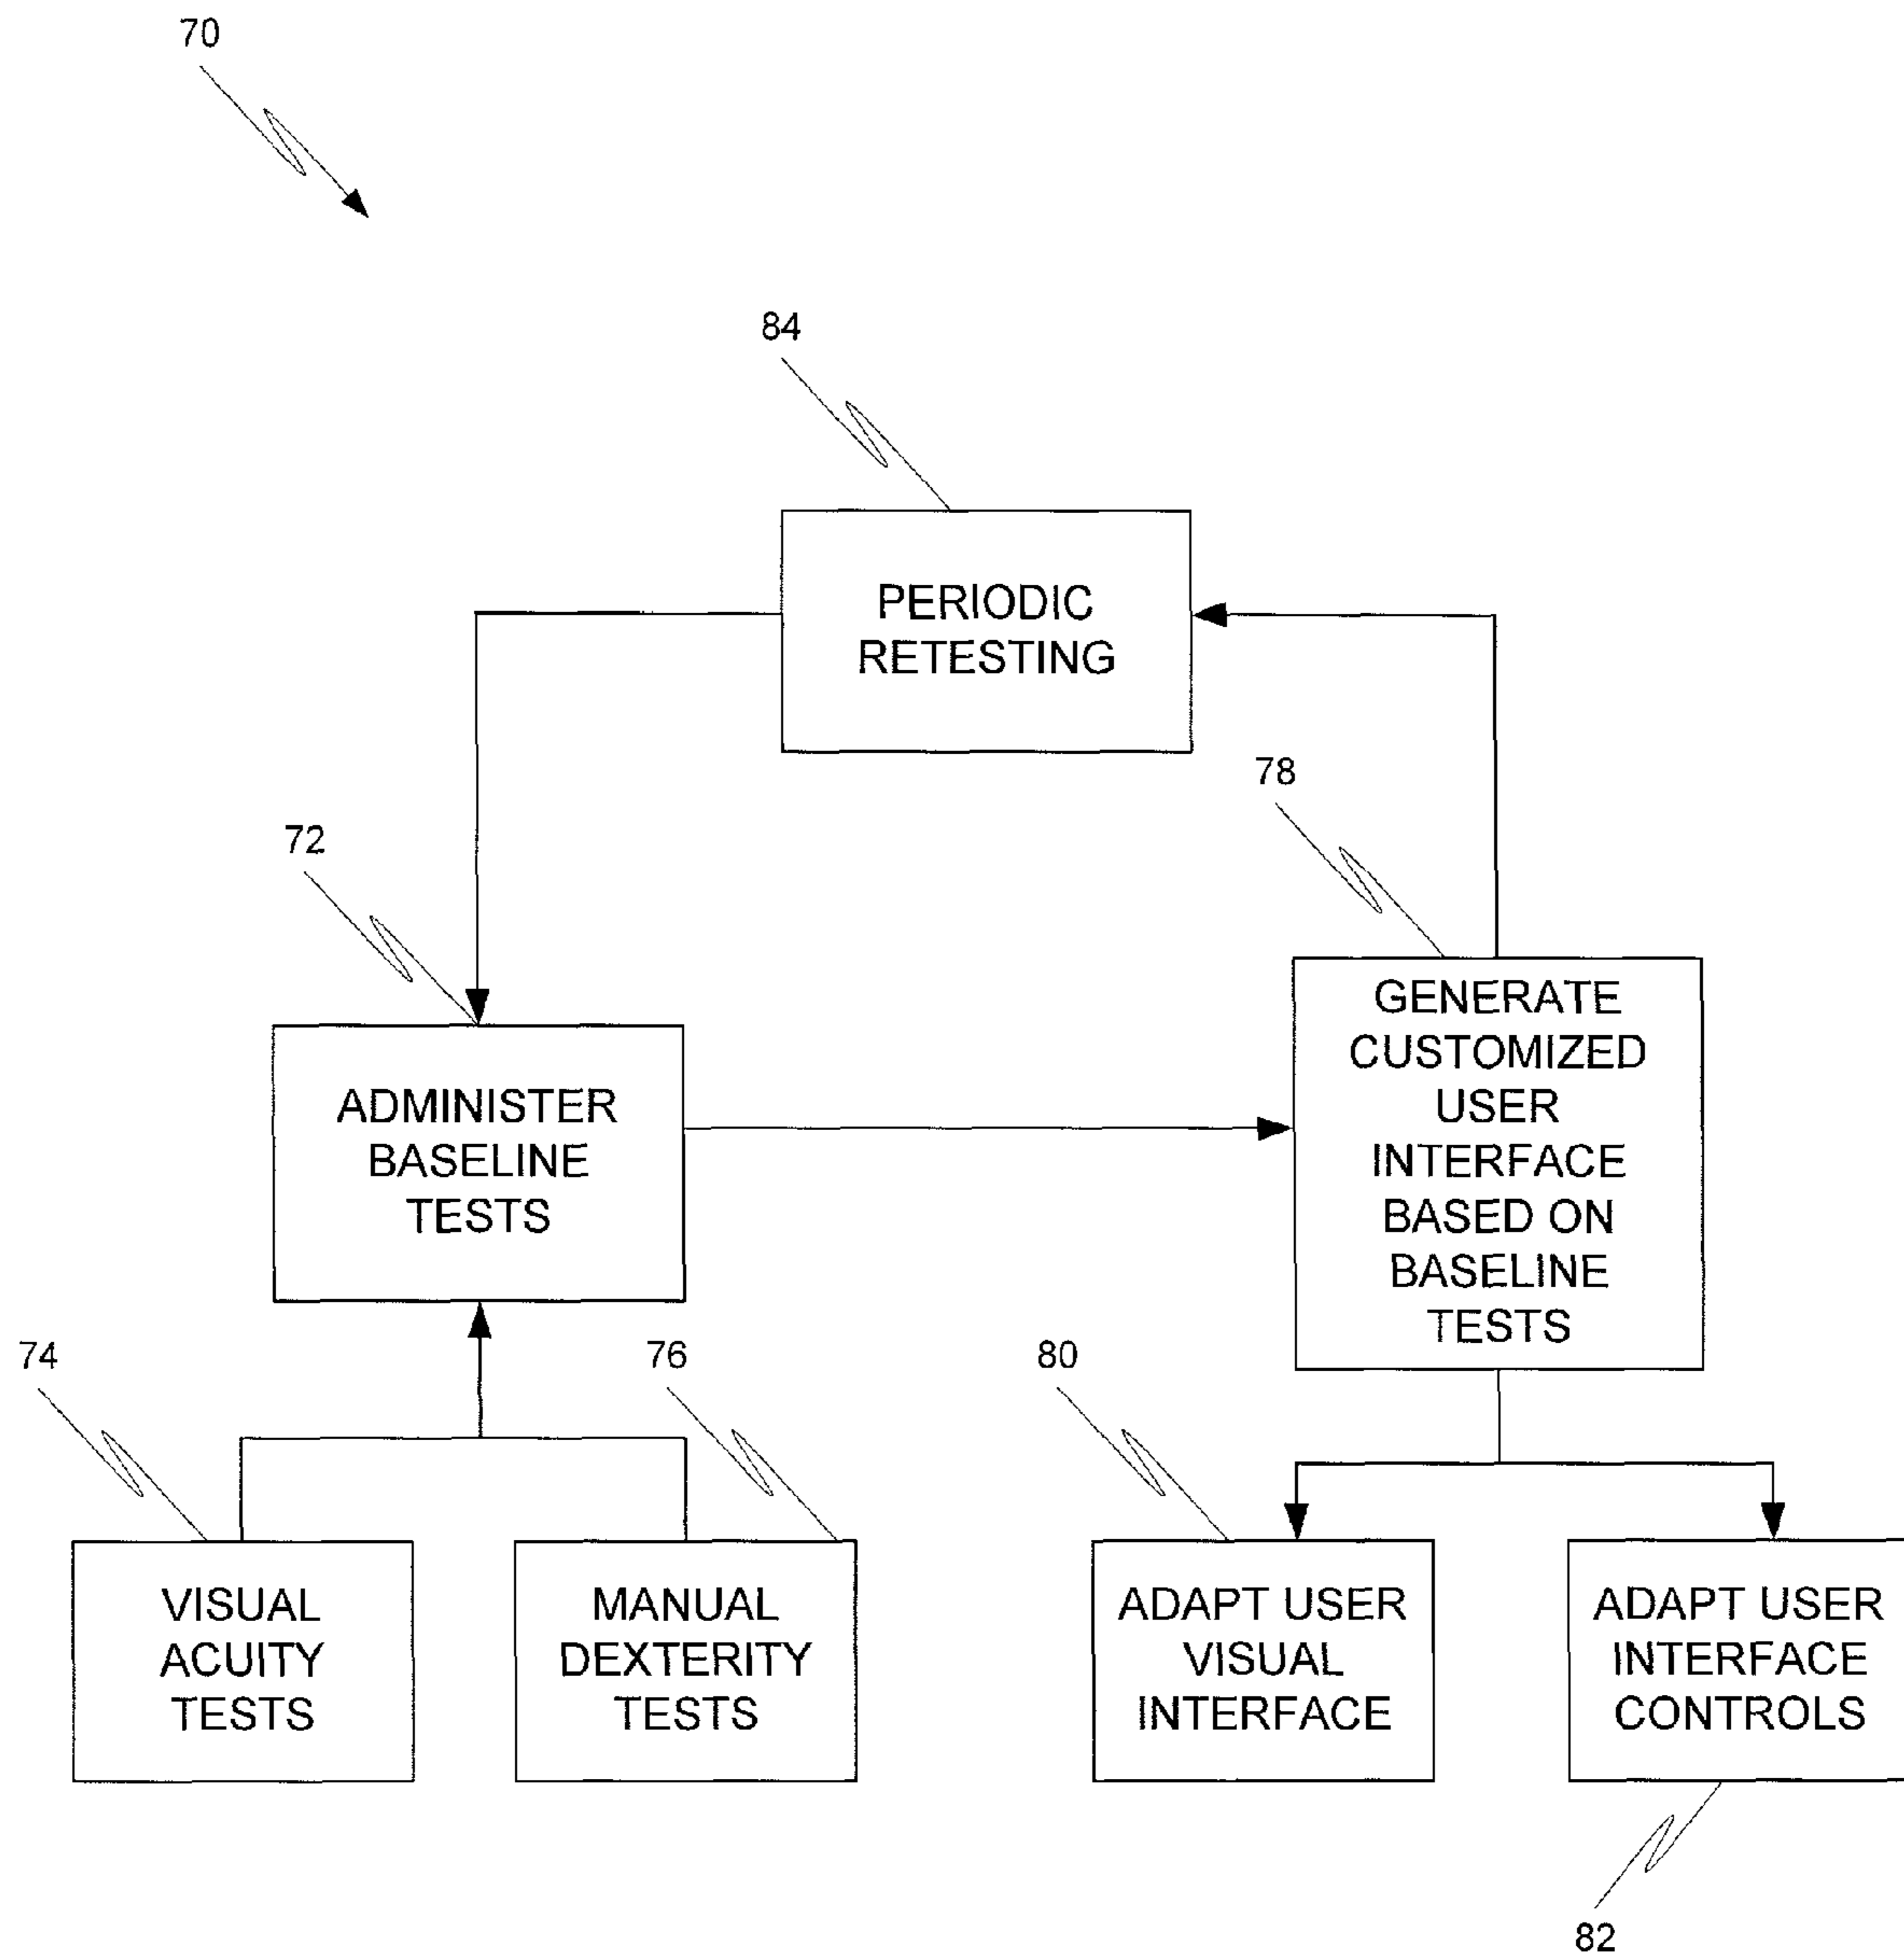 70
84
PERIODIC
RETESTING
78
72
GENERATE
CUSTOMIZED
USER
INTERFACE
BASED ON
BASELINE
TESTS
ADMINISTER
BASELINE
TESTS
74
76
80
VISUAL
ACUITY
TESTS
MANUAL
DEXTERITY
TESTS
ADAPT USER
VISUAL
INTERFACE
ADAPT USER
INTERFACE
CONTROLS
82